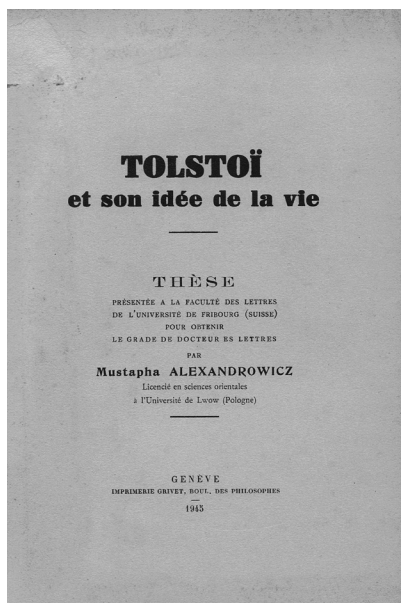 TOLSTOÏ
et son idée de la vie
THÈSE
PRÉSENTÉE A LA FACULTÉ DES LETTRES
DE L'UNIVERSITÉ DE FRIBOURG (SUISSE)
POUR OBTENIR
LE GRADE DE DOCTEUR ES LETTRES
PAR
Mustapha ALEXANDROWICZ
Licencié en sciences orientales
à l'Université de Lwow (Pologne)
GENÈVE
IMPRIMERIE GRIVET, BOUL. DES PHILOSOPHES
1945